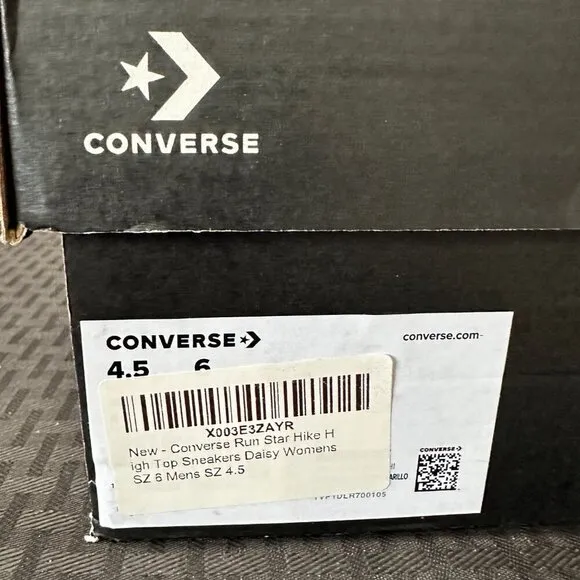 CONVERSE
CONVERSE
converse.com
4.5 6
X003E3ZAYR
New - Converse Run Star Hike H
igh Top Sneakers Daisy Womens
SZ 6 Mens SZ 4.5
CONVERSE